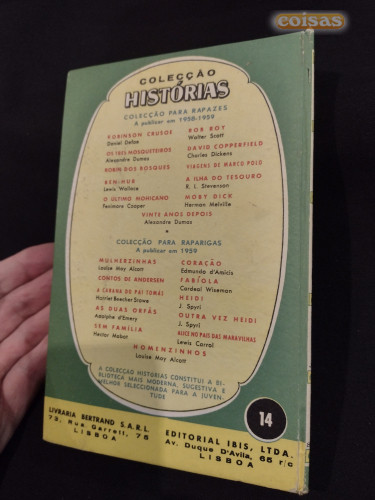 coisas
COLECÇÃO
HISTÓRIAS
COLECÇÃO PARA RAPAZES
A publicar em 1958-1959
ROBINSON CRUSOE
Daniel Defoe
OS TRÊS MOSQUETEIROS
Alexandre Dumas
ROBIN DOS BOSQUES
BEN-HUR
Lewis Wallace
O ÚLTIMO MOHICANO
Fenimore Cooper
ROB ROY
Walter Scott
DAVID COPPERFIELD
Charles Dickens
VIAGENS DE MARCO POLO
A ILHA DO TESOURO
R. L. Stevenson
MOBY DICK
Herman Melville
VINTE ANOS DEPOIS
Alexandre Dumas
COLECÇÃO PARA RAPARIGAS
A publicar em 1959
MULHERZINHAS
Louise May Alcott
CONTOS DE ANDERSEN
A CABANA DO PAI TOMÁS
Harriet Beecher Stowe
AS DUAS ORFÃS
Adolphe d'Emery
SEM FAMÍLIA
Hector Malot
CORAÇÃO
Edmundo d'Amicis
FABÍOLA
Cardeal Wiseman
HEIDI
J. Spyri
OUTRA VEZ HEIDI
J. Spyri
ALICE NO PAÍS DAS MARAVILHAS
Lewis Carrol
HOMENZINHOS
Louise May Alcott
A COLECÇÃO HISTÓRIAS CONSTITUI A BI-
BLIOTECA MAIS MODERNA, SUGESTIVA E
MELHOR SELECCIONADA PARA A JUVEN-
TUDE
14
LIVRARIA BERTRAND S.A.R.L.
73, Rua Garrett, 75
LISBOA
EDITORIAL IBIS, LTDA.
Av. Duque D'Avila, 65 r/c
LISBOA